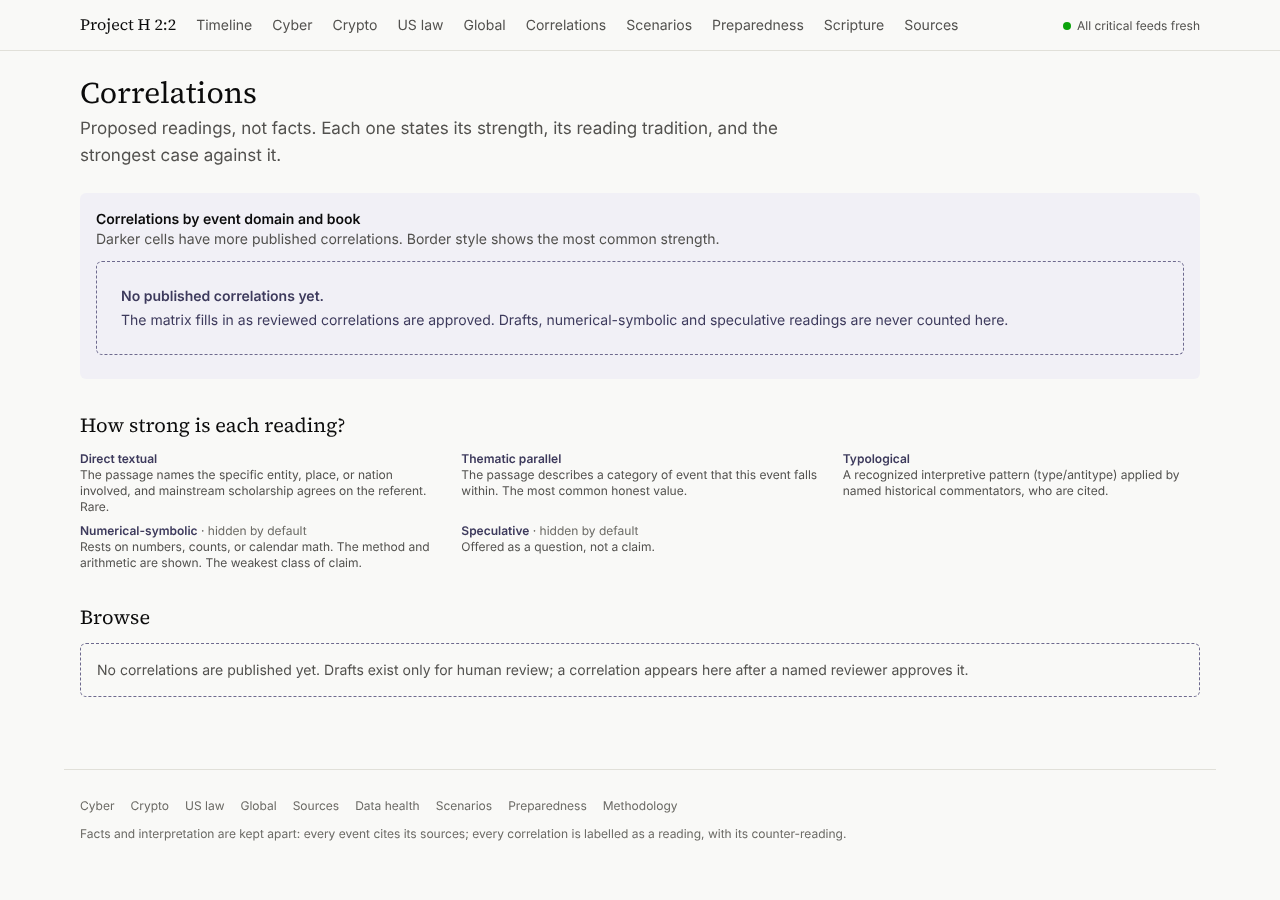 Project H 2:2 Timeline Cyber Crypto US law Global Correlations Scenarios Preparedness Scripture Sources All critical feeds fresh
Correlations
Proposed readings, not facts. Each one states its strength, its reading tradition, and the
strongest case against it.
Correlations by event domain and book
Darker cells have more published correlations. Border style shows the most common strength.
No published correlations yet.
The matrix fills in as reviewed correlations are approved. Drafts, numerical-symbolic and speculative readings are never counted here.
How strong is each reading?
Direct textual
The passage names the specific entity, place, or nation
involved, and mainstream scholarship agrees on the referent.
Rare.
Thematic parallel
The passage describes a category of event that this event falls
within. The most common honest value.
Typological
A recognized interpretive pattern (type/antitype) applied by
named historical commentators, who are cited.
Numerical-symbolic · hidden by default
Rests on numbers, counts, or calendar math. The method and
arithmetic are shown. The weakest class of claim.
Speculative · hidden by default
Offered as a question, not a claim.
Browse
No correlations are published yet. Drafts exist only for human review; a correlation appears here after a named reviewer approves it.
Cyber Crypto US law Global Sources Data health Scenarios Preparedness Methodology
Facts and interpretation are kept apart: every event cites its sources; every correlation is labelled as a reading, with its counter-reading.